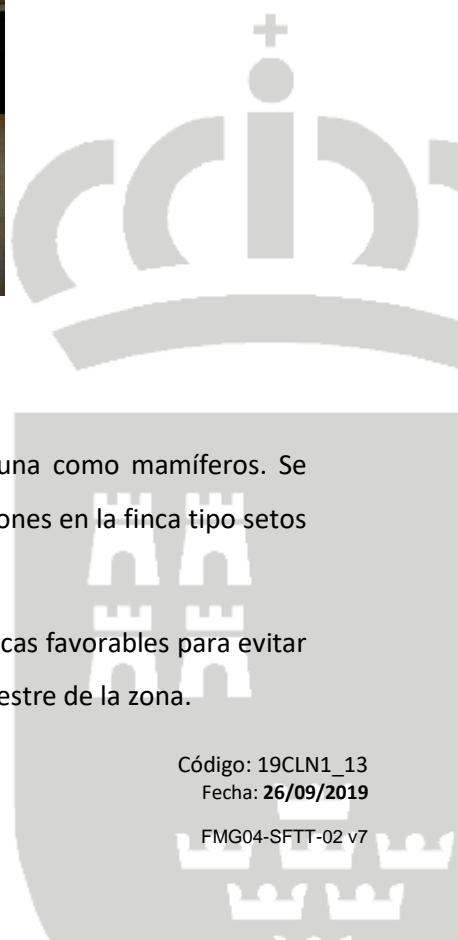 una como mamíferos. Se
ones en la finca tipo setos
cas favorables para evitar
estre de la zona.
Código: 19CLN1_13
Fecha: 26/09/2019
FMG04-SFTT-02 v7